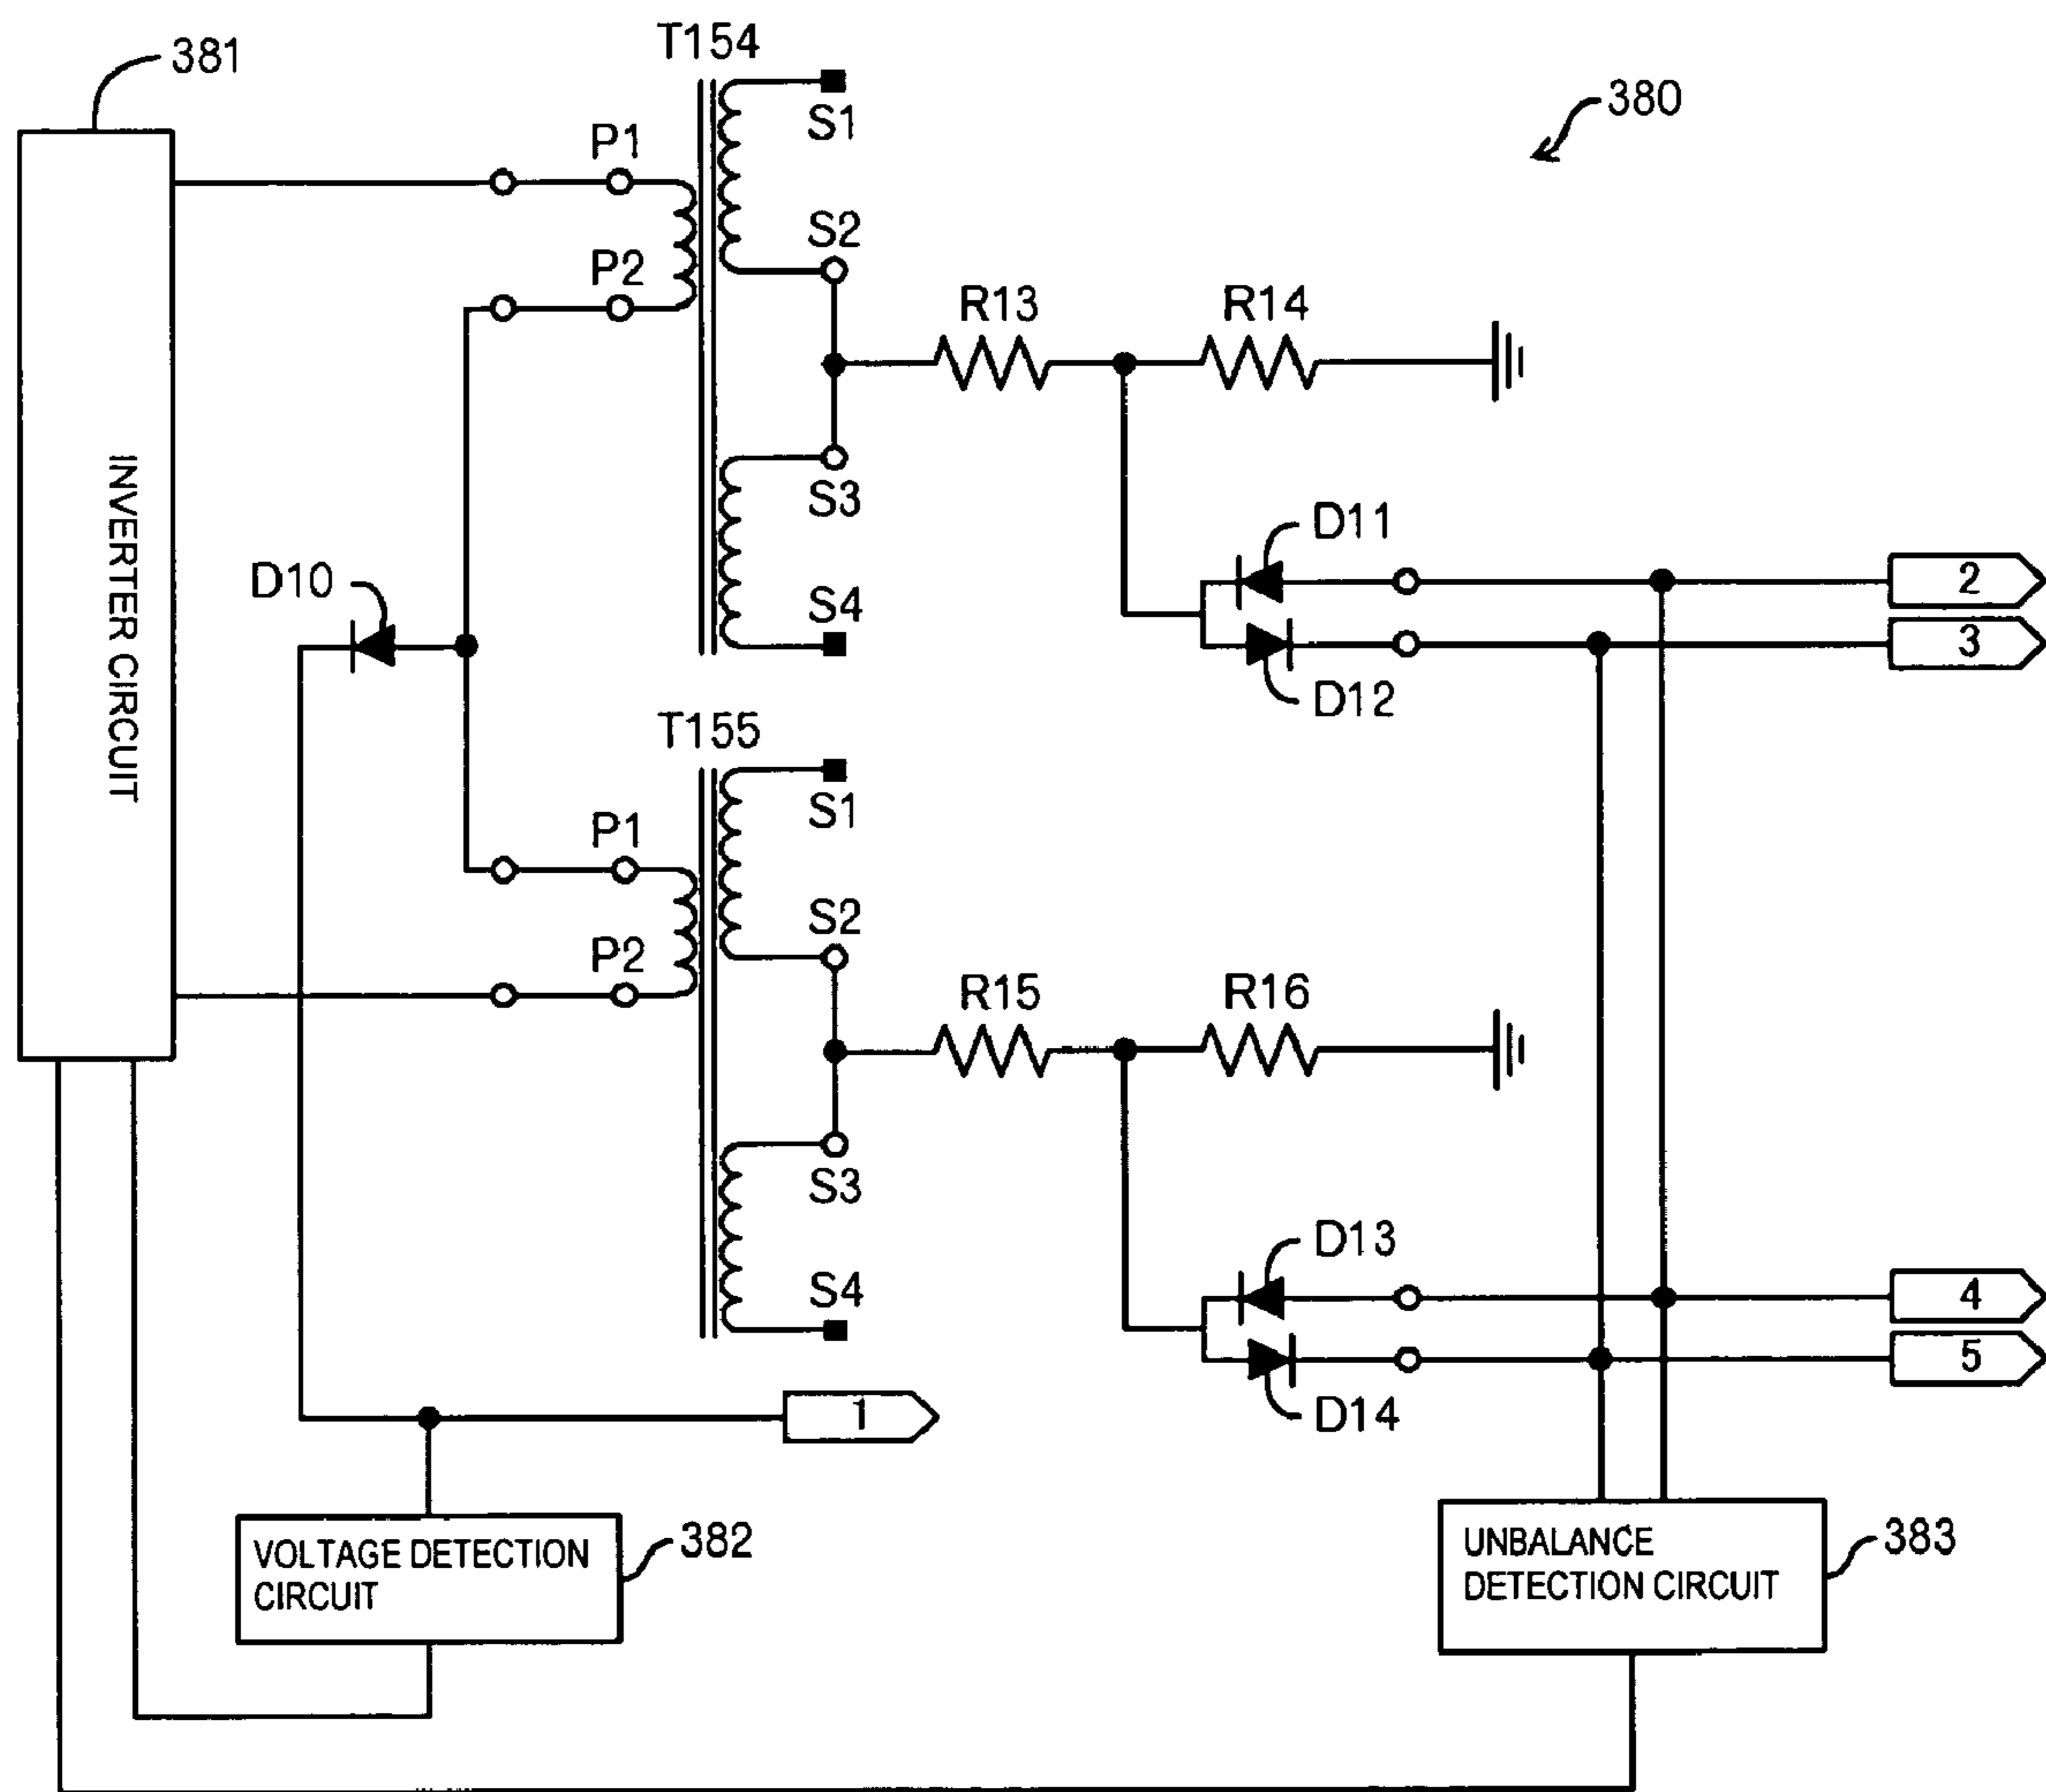 381
T154
380
S1
P1
S2
P2
R13
R14
INVERTER CIRCUIT
S3
D11
D10
2
S4
3
D12
T155
S1
P1
S2
P2
R15
R16
S3
D13
S4
4
5
1
D14
VOLTAGE DETECTION
CIRCUIT
382
UNBALANCE
DETECTION CIRCUIT
383